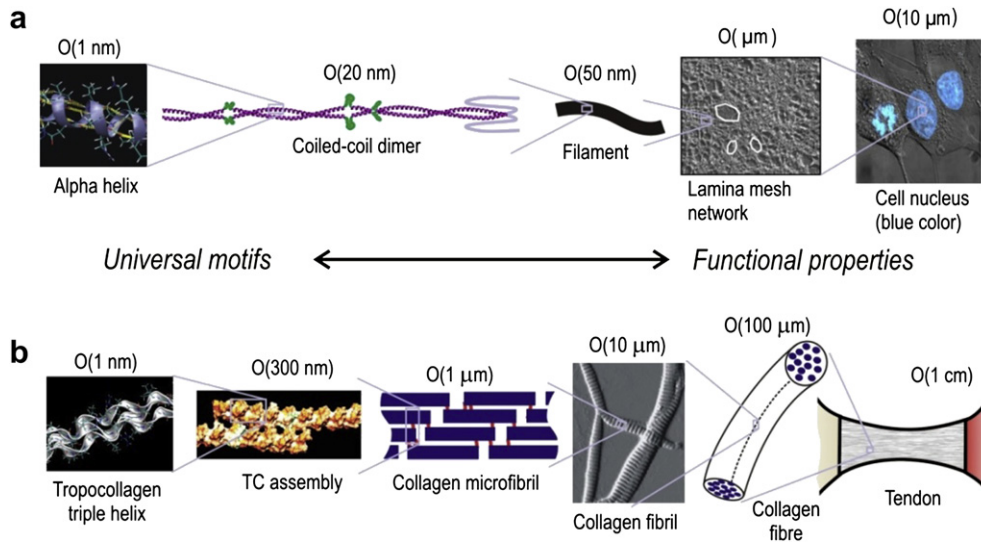 a
O(1 nm)
Alpha helix
O(20 nm)
Coiled-coil dimer
O(50 nm)
Filament
O( μm)
Lamina mesh
network
O(10 μm)
Cell nucleus
(blue color)
Universal motifs
Functional properties
b
O(1 nm)
Tropocollagen
triple helix
O(300 nm)
TC assembly
O(1 μm)
Collagen microfibril
O(10 μm)
Collagen fibril
O(100 μm)
Collagen
fibre
O(1 cm)
Tendon